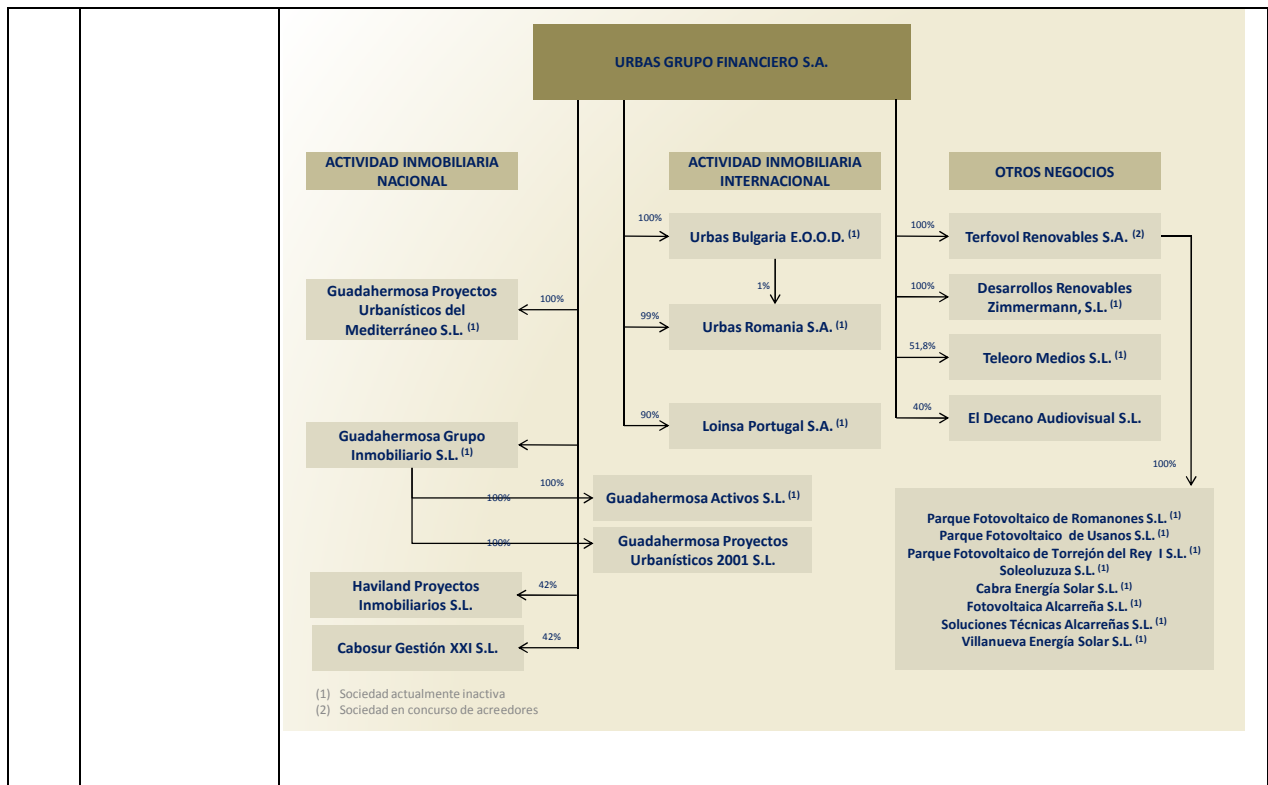 URBAS GRUPO FINANCIERO S.A.
ACTIVIDAD INMOBILIARIA
NACIONAL
100%
Guadahermosa Proyectos
Urbanísticos del
Mediterráneo S.L. (1)
Guadahermosa Grupo
Inmobiliario S.L. (1)
100%
100%
Guadahermosa Activos S.L. (1)
100%
Guadahermosa Proyectos
Urbanísticos 2001 S.L.
42%
Haviland Proyectos
Inmobiliarios S.L.
42%
Cabosur Gestión XXI S.L.
ACTIVIDAD INMOBILIARIA
INTERNACIONAL
100%
Urbas Bulgaria E.O.O.D. (1)
1%
99%
Urbas Romania S.A. (1)
90%
Loinsa Portugal S.A. (1)
OTROS NEGOCIOS
100%
Terfovol Renovables S.A. (2)
100%
Desarrollos Renovables
Zimmermann, S.L. (1)
51,8%
Teleoro Medios S.L. (1)
40%
El Decano Audiovisual S.L.
100%
Parque Fotovoltaico de Romanones S.L. (1)
Parque Fotovoltaico de Usanos S.L. (1)
Parque Fotovoltaico de Torrejón del Rey I S.L. (1)
Soleoluzuza S.L. (1)
Cabra Energía Solar S.L. (1)
Fotovoltaica Alcarreña S.L. (1)
Soluciones Técnicas Alcarreñas S.L. (1)
Villanueva Energía Solar S.L. (1)
(1) Sociedad actualmente inactiva
(2) Sociedad en concurso de acreedores